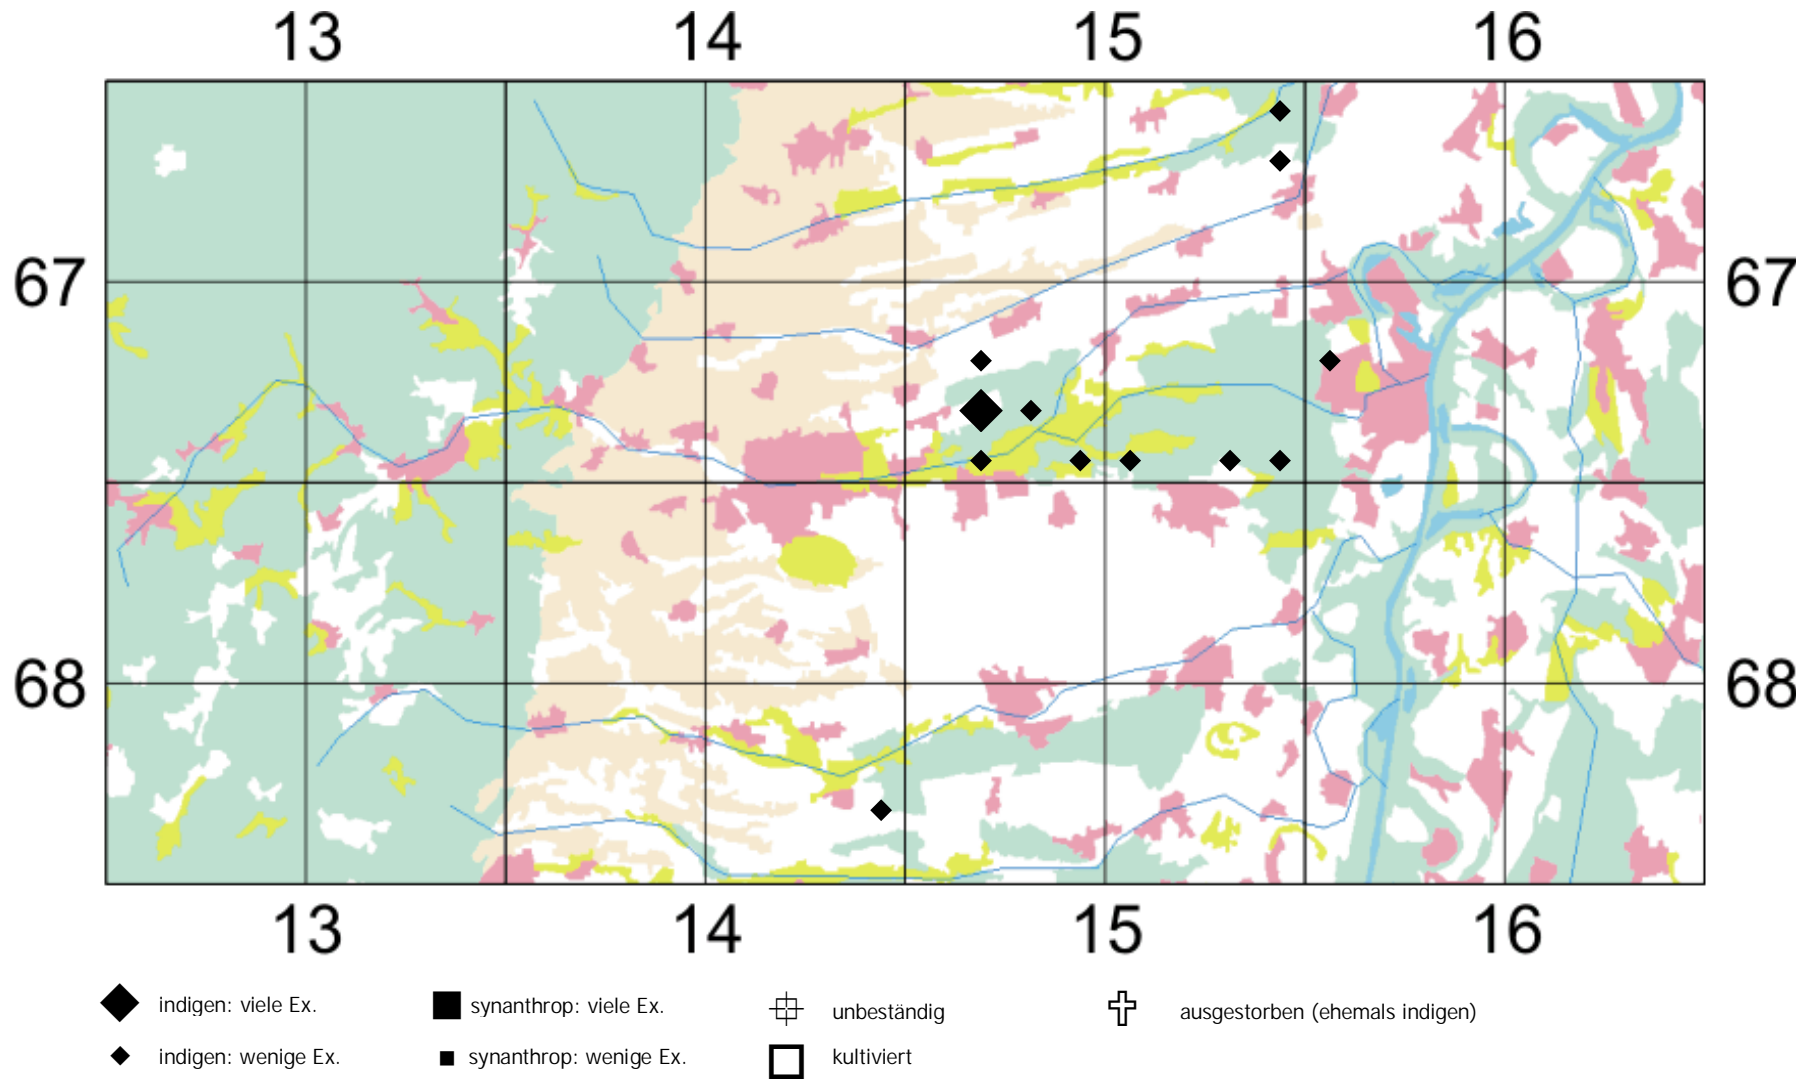 13 14 15 16
67 67
68 68
13 14 15 16
indigen: viele Ex. synanthrop: viele Ex. unbeständig ausgestorben (ehemals indigen)
indigen: wenige Ex. synanthrop: wenige Ex. kultiviert